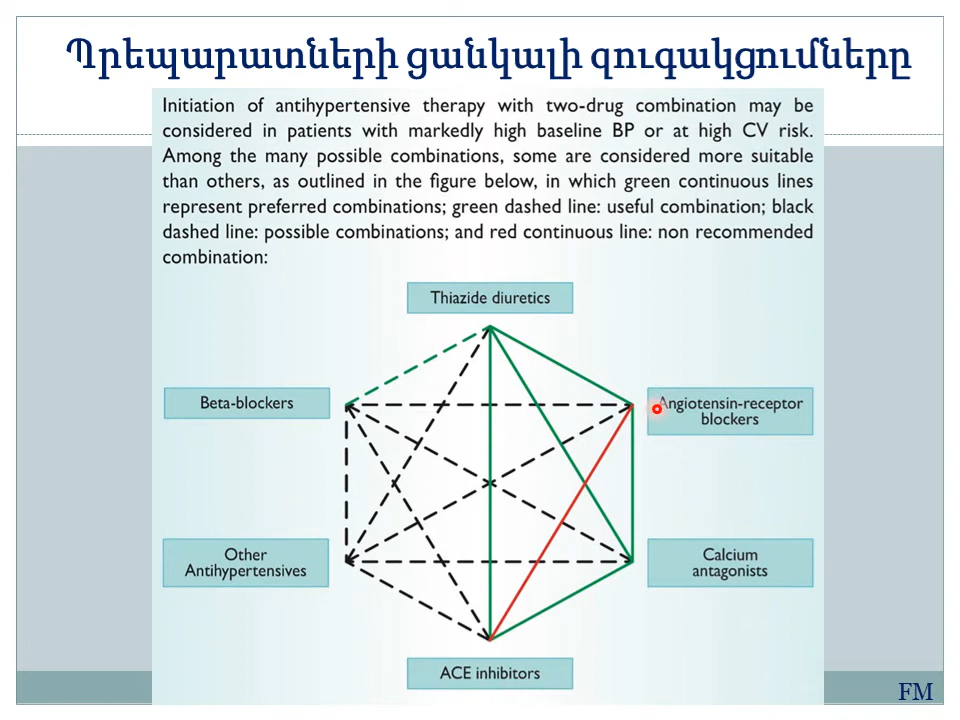 Պրեպարատների ցանկալի զուգակցումները
Initiation of antihypertensive therapy with two-drug combination may be
considered in patients with markedly high baseline BP or at high CV risk.
Among the many possible combinations, some are considered more suitable
than others, as outlined in the figure below, in which green continuous lines
represent preferred combinations; green dashed line: useful combination; black
dashed line: possible combinations; and red continuous line: non recommended
combination:
Thiazide diuretics
Beta-blockers
Angiotensin-receptor
blockers
Other
Antihypertensives
Calcium
antagonists
ACE inhibitors
FM